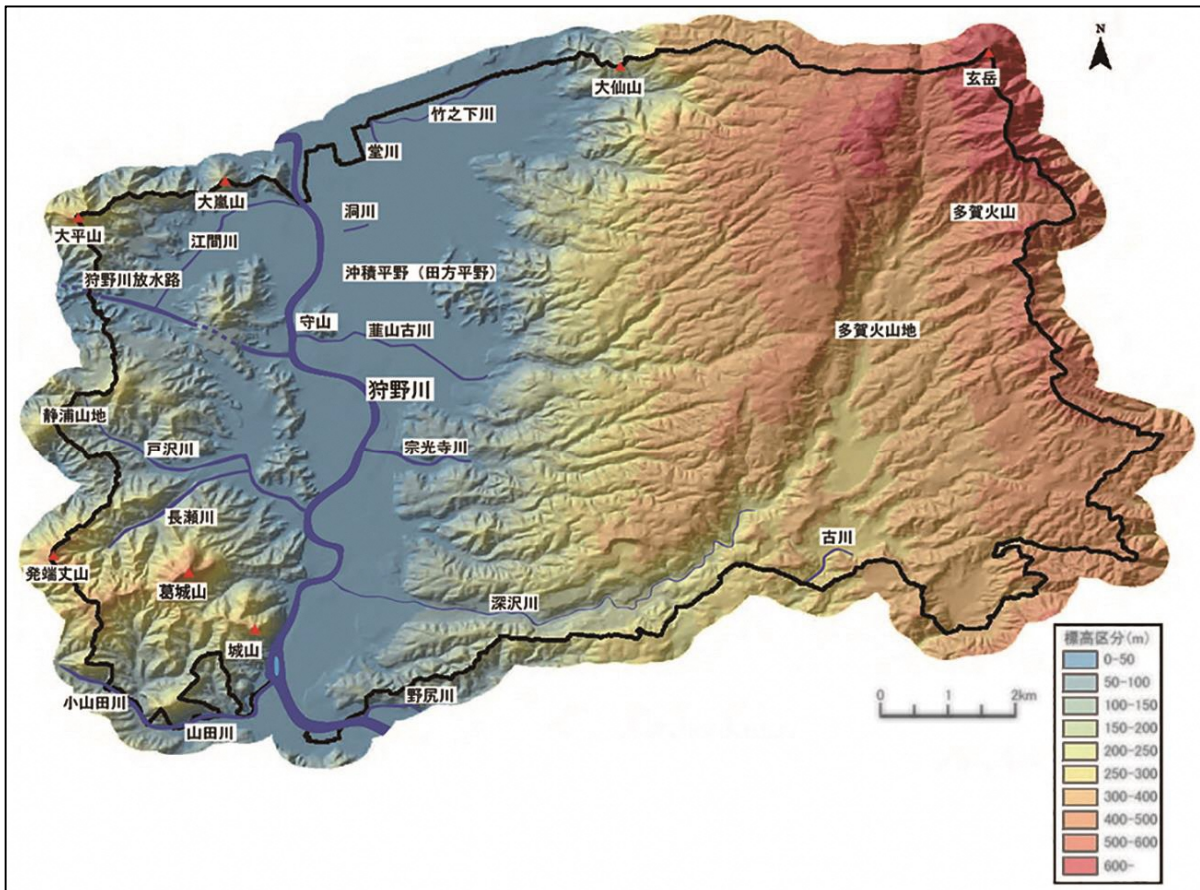 N
大仙山
玄岳
竹之下川
堂川
大嵐山
洞川
多賀火山
大平山
江間川
沖積平野（田方平野）
狩野川放水路
守山
韮山古川
多賀火山地
狩野川
静浦山地
戸沢川
宗光寺川
長瀬川
古川
発端丈山
葛城山
深沢川
城山
小山田川
野尻川
山田川
0 1 2km
標高区分(m)
0-50
50-100
100-150
150-200
200-250
250-300
300-400
400-500
500-600
600-